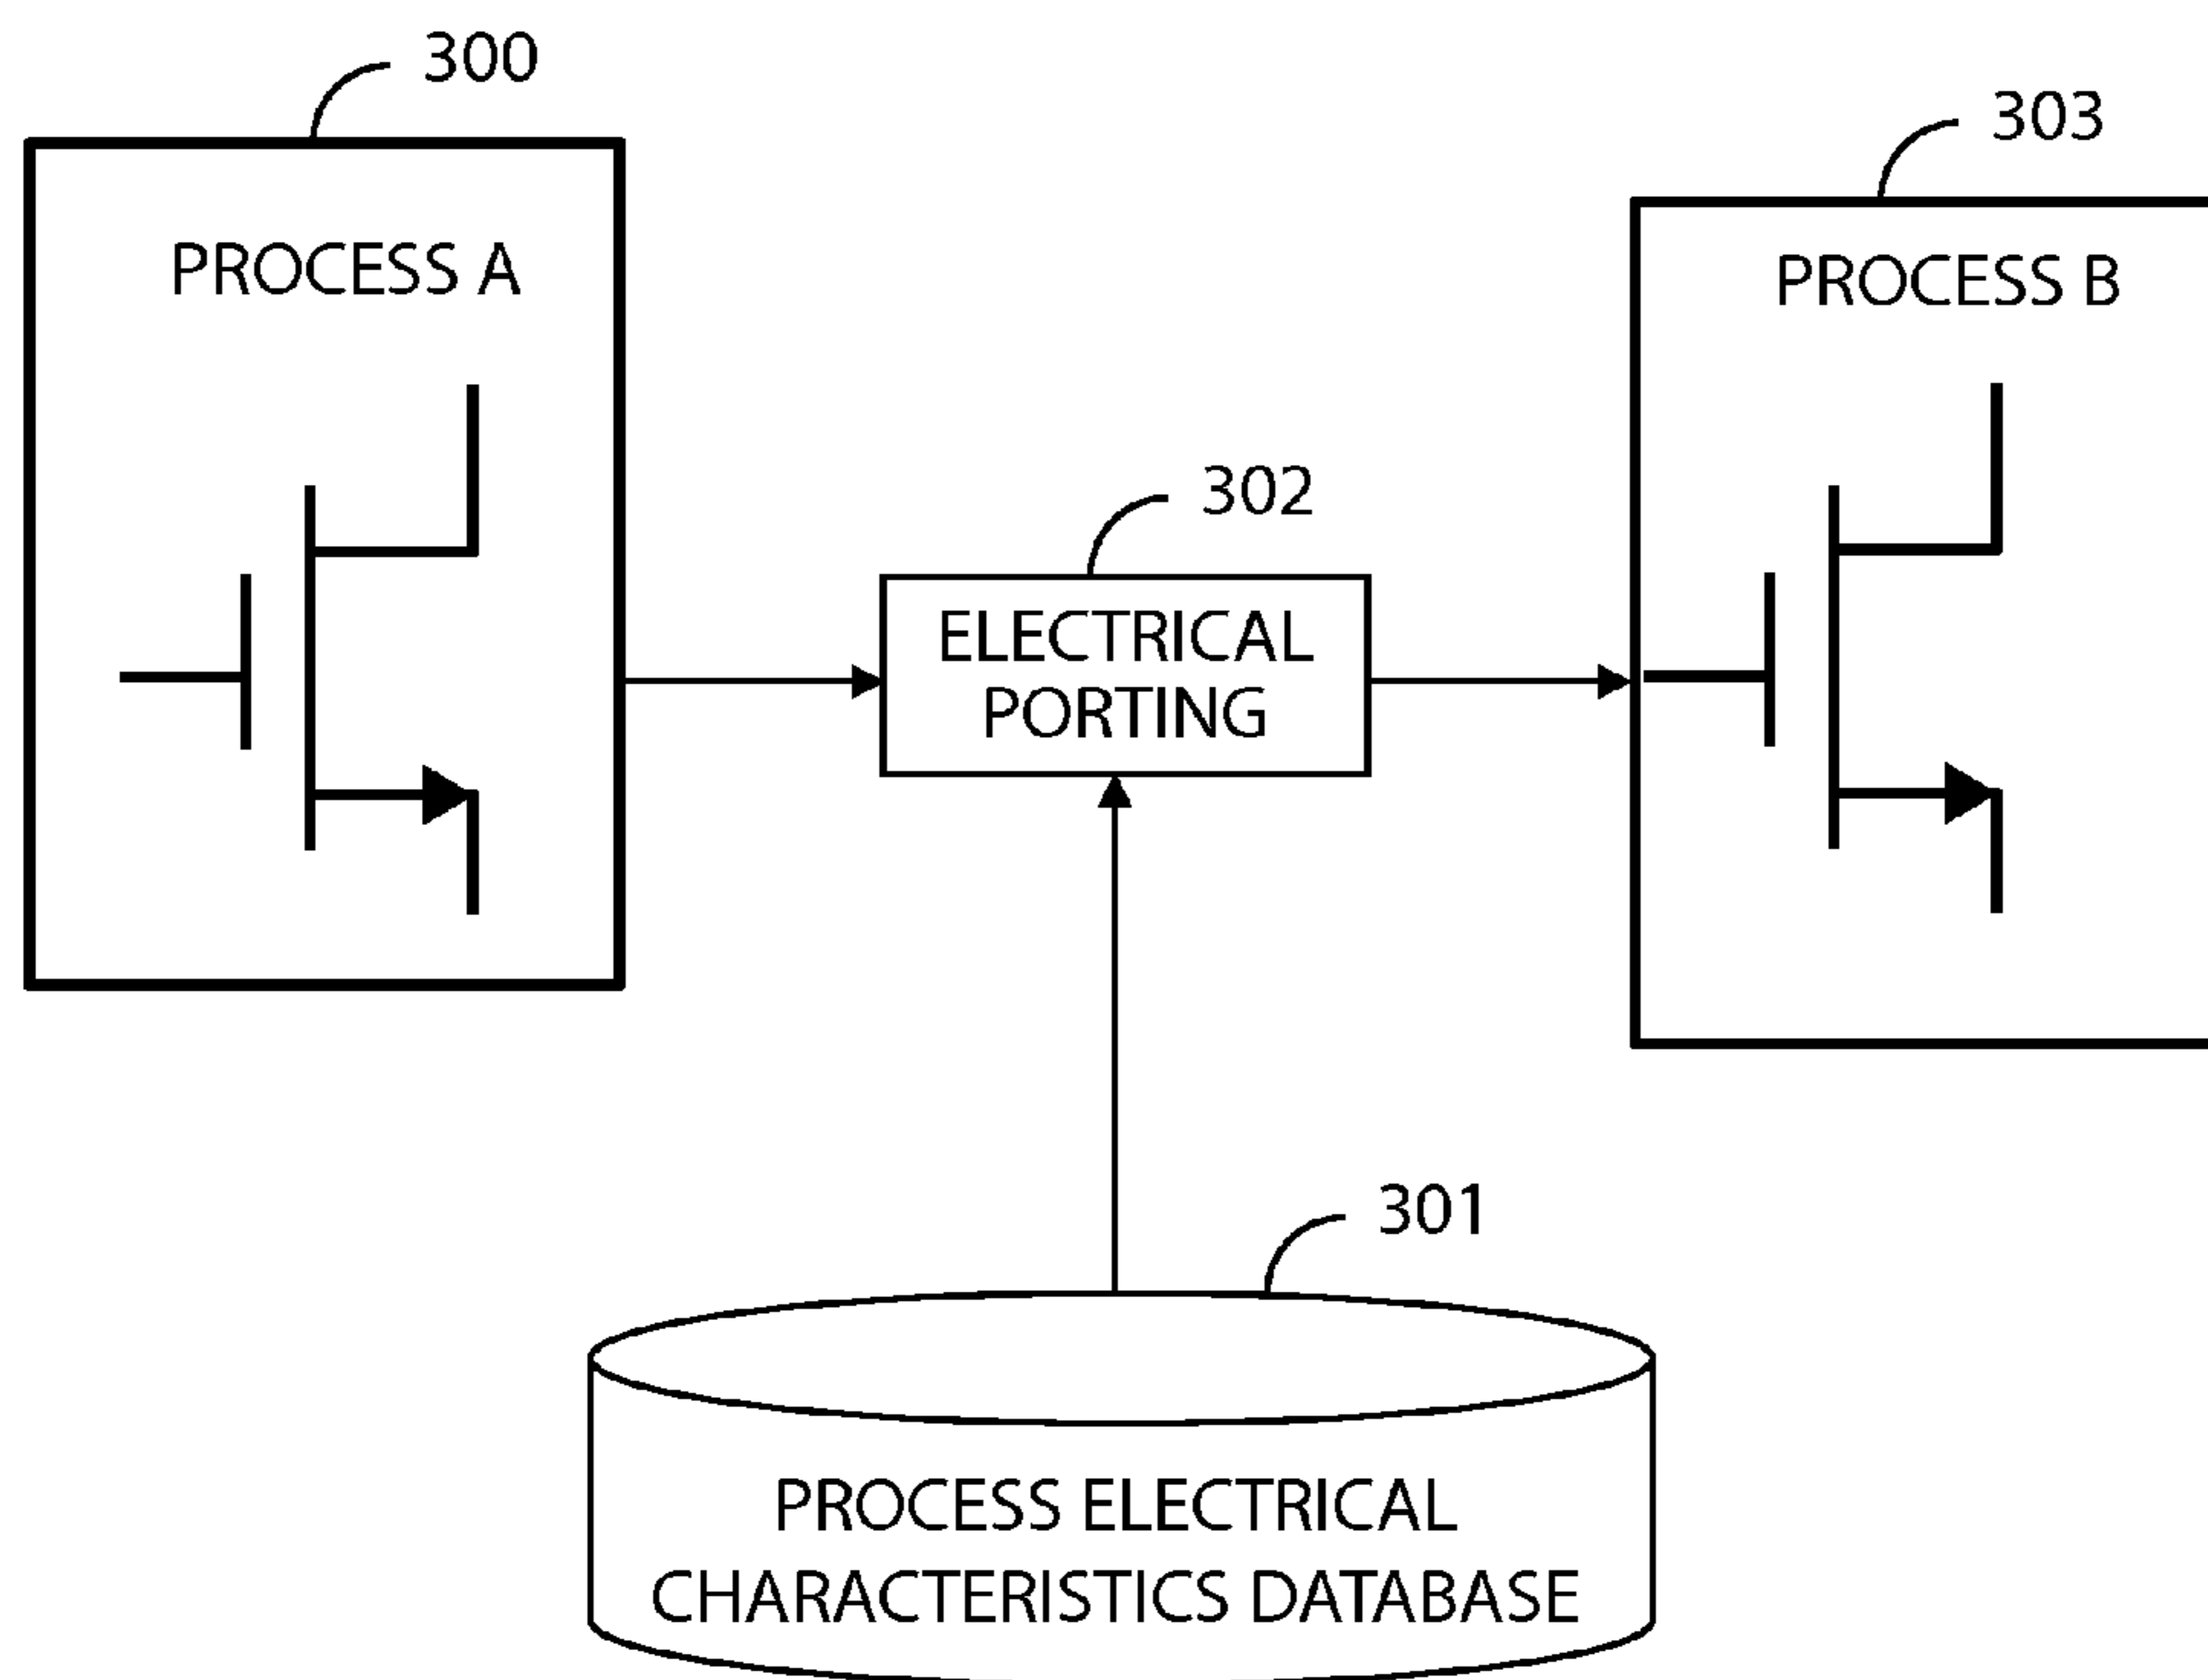 300
303
PROCESS A
PROCESS B
302
ELECTRICAL
PORTING
301
PROCESS ELECTRICAL
CHARACTERISTICS DATABASE